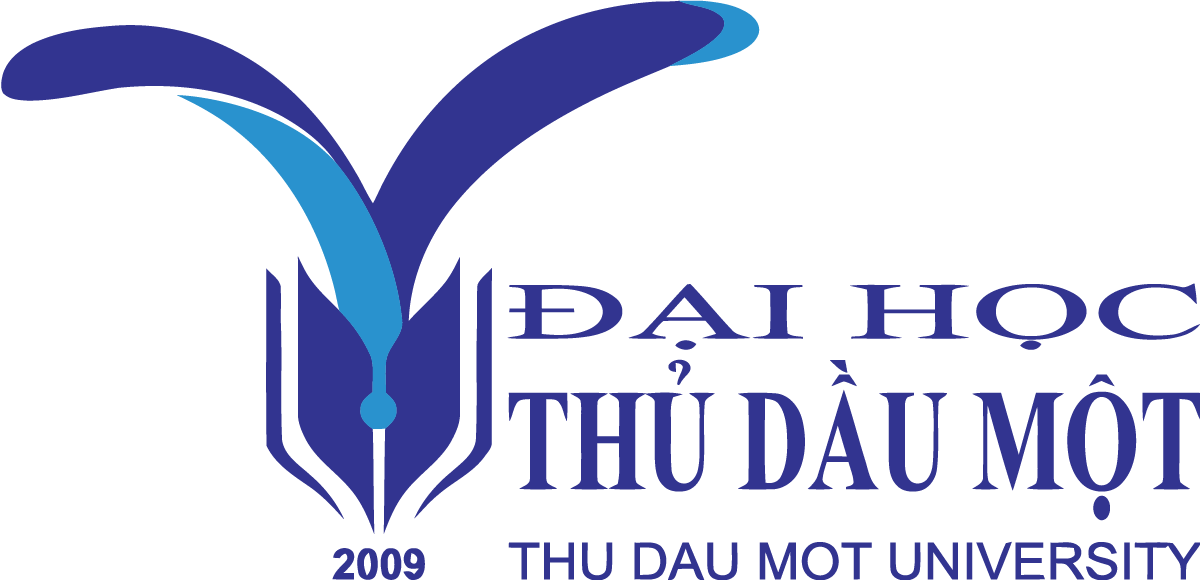 ĐẠI HỌC
THỦ DẦU MỘT
2009
THU DAU MOT UNIVERSITY